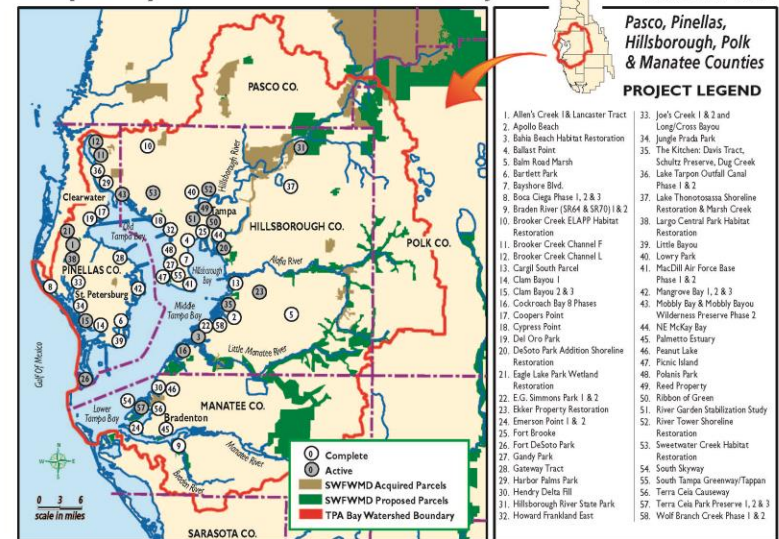 Pasco, Pinellas,
Hillsborough, Polk
& Manatee Counties
PROJECT LEGEND
1. Allen's Creek 1& Lancaster Tract
2. Apollo Beach
3. Bahia Beach Habitat Restoration
4. Ballast Point
5. Balm Road Marsh
6. Bartlett Park
7. Bayshore Blvd.
8. Boca Ciega Phase 1, 2 & 3
9. Braden River (SR64 & SR70) 1& 2
10. Brooker Creek ELAPP Habitat
Restoration
11. Brooker Creek Channel F
12. Brooker Creek Channel L
13. Cargil South Parcel
14. Clam Bayou 1
15. Clam Bayou 2 & 3
16. Cockroach Bay 8 Phases
17. Coopers Point
18. Cypress Point
19. Del Oro Park
20. DeSoto Park Addition Shoreline
Restoration
21. Eagle Lake Park Wetland
Restoration
22. E.G. Simmons Park 1 & 2
23. Ekker Property Restoration
24. Emerson Point 1 & 2
25. Fort Brooke
26. Fort DeSoto Park
27. Gandy Park
28. Gateway Tract
29. Harbor Palms Park
30. Hendry Delta Fill
31. Hillsborough River State Park
32. Howard Frankland East
33. Joe's Creek 1 & 2 and
Long/Cross Bayou
34. Jungle Prada Park
35. The Kitchen: Davis Tract,
Schultz Preserve, Dug Creek
36. Lake Tarpon Outfall Canal
Phase 1 & 2
37. Lake Thonotosassa Shoreline
Restoration & Marsh Creek
38. Largo Central Park Habitat
Restoration
39. Little Bayou
40. Lowry Park
41. MacDill Air Force Base
Phase 1 & 2
42. Mangrove Bay 1, 2 & 3
43. Mobbly Bay & Mobbly Bayou
Wilderness Preserve Phase 2
44. NE McKay Bay
45. Palmetto Estuary
46. Peanut Lake
47. Picnic Island
48. Polanis Park
49. Reed Property
50. Ribbon of Green
51. River Garden Stabilization Study
52. River Tower Shoreline
Restoration
53. Sweetwater Creek Habitat
Restoration
54. South Skyway
55. South Tampa Greenway/Tappan
56. Terra Ceia Causeway
57. Terra Ceia Park Preserve 1, 2 & 3
58. Wolf Branch Creek Phase 1 & 2
PASCO CO.
HILLSBOROUGH CO.
POLK CO.
PINELLAS CO.
MANATEE CO.
SARASOTA CO.
Clearwater
Tampa
St. Petersburg
Bradenton
Hillsborough River
Old
Tampa Bay
Hillsborough
Bay
Middle
Tampa Bay
Lower
Tampa Bay
Alafia River
Little Manatee River
Manatee River
Braden River
Gulf Of Mexico
0 Complete
0 Active
SWFWMD Acquired Parcels
SWFWMD Proposed Parcels
TPA Bay Watershed Boundary
N
W
E
S
0 3 6
scale in miles